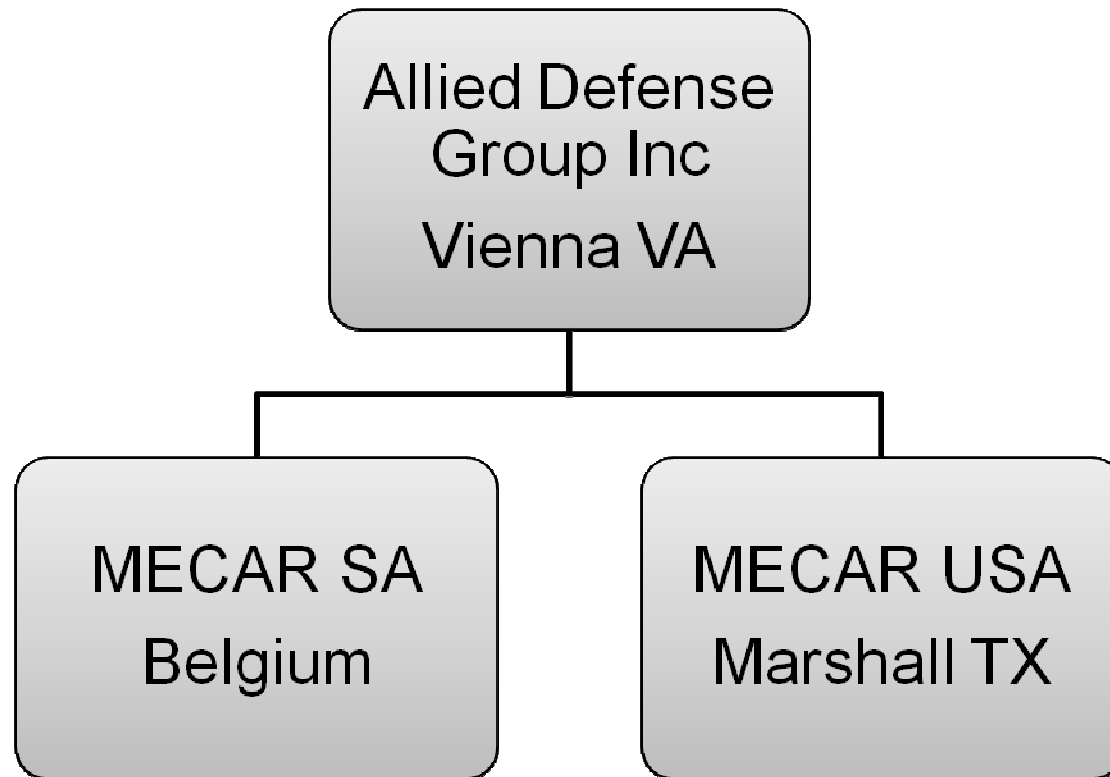 Allied Defense
Group Inc
Vienna VA
MECAR SA
Belgium
MECAR USA
Marshall TX